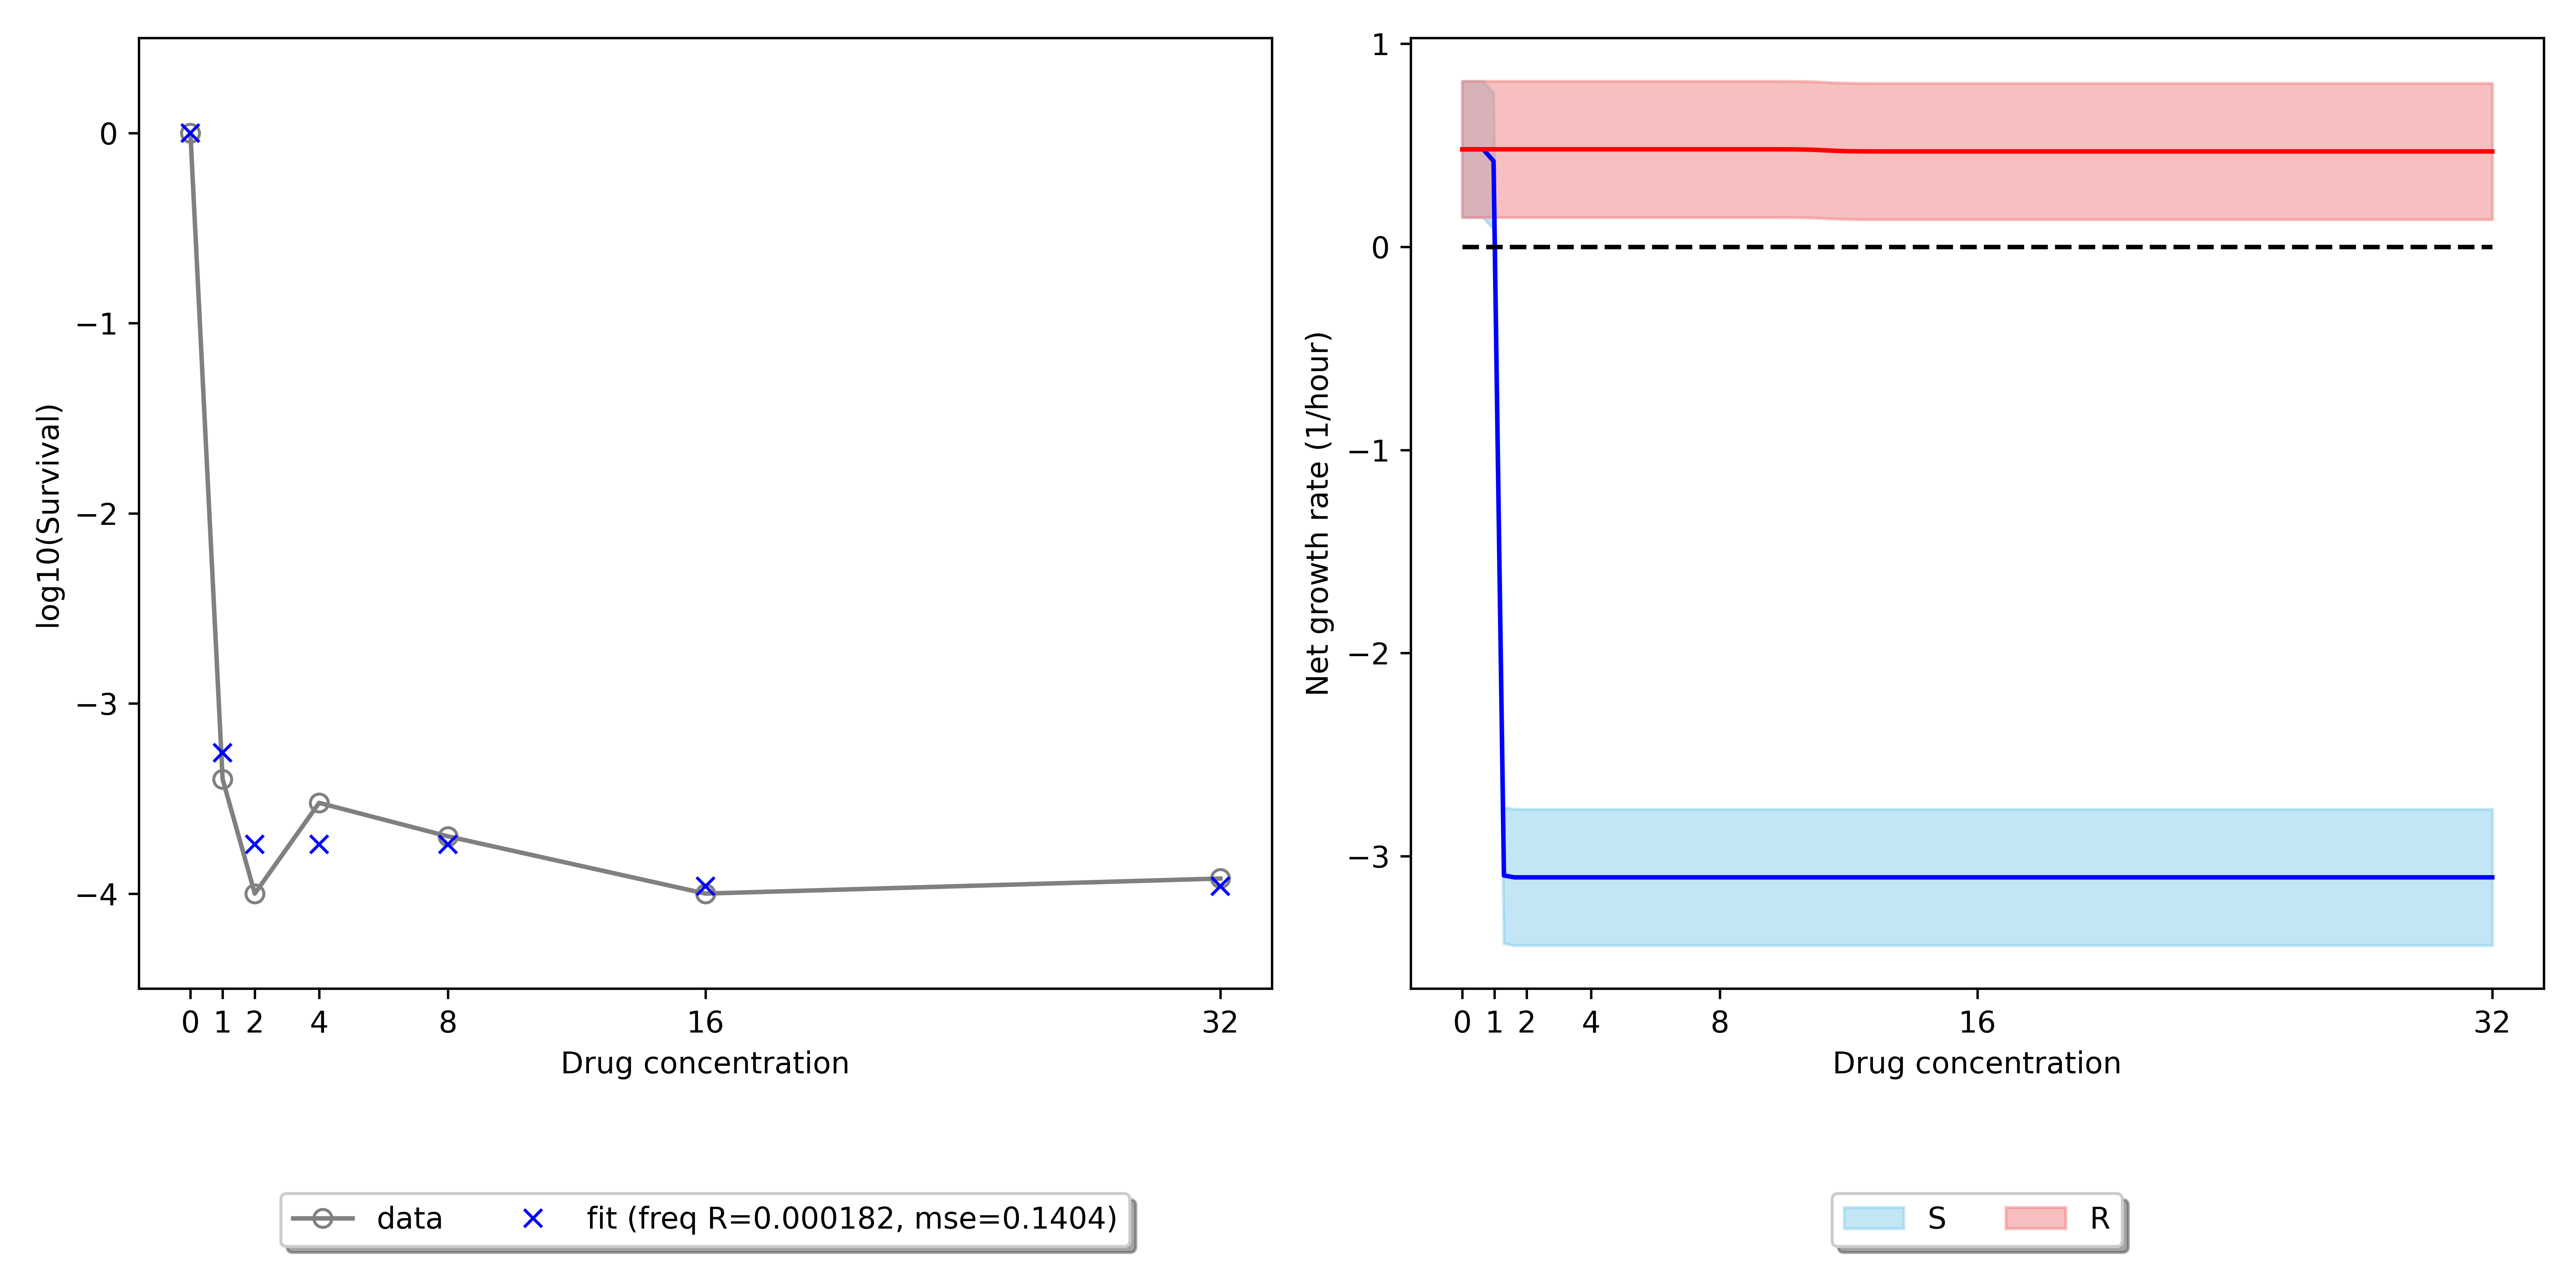 log10(Survival)
0
−1
−2
−3
−4
0 1 2 4 8 16 32
Drug concentration
data fit (freq R=0.000182, mse=0.1404)
Net growth rate (1/hour)
1
0
−1
−2
−3
0 1 2 4 8 16 32
Drug concentration
S R